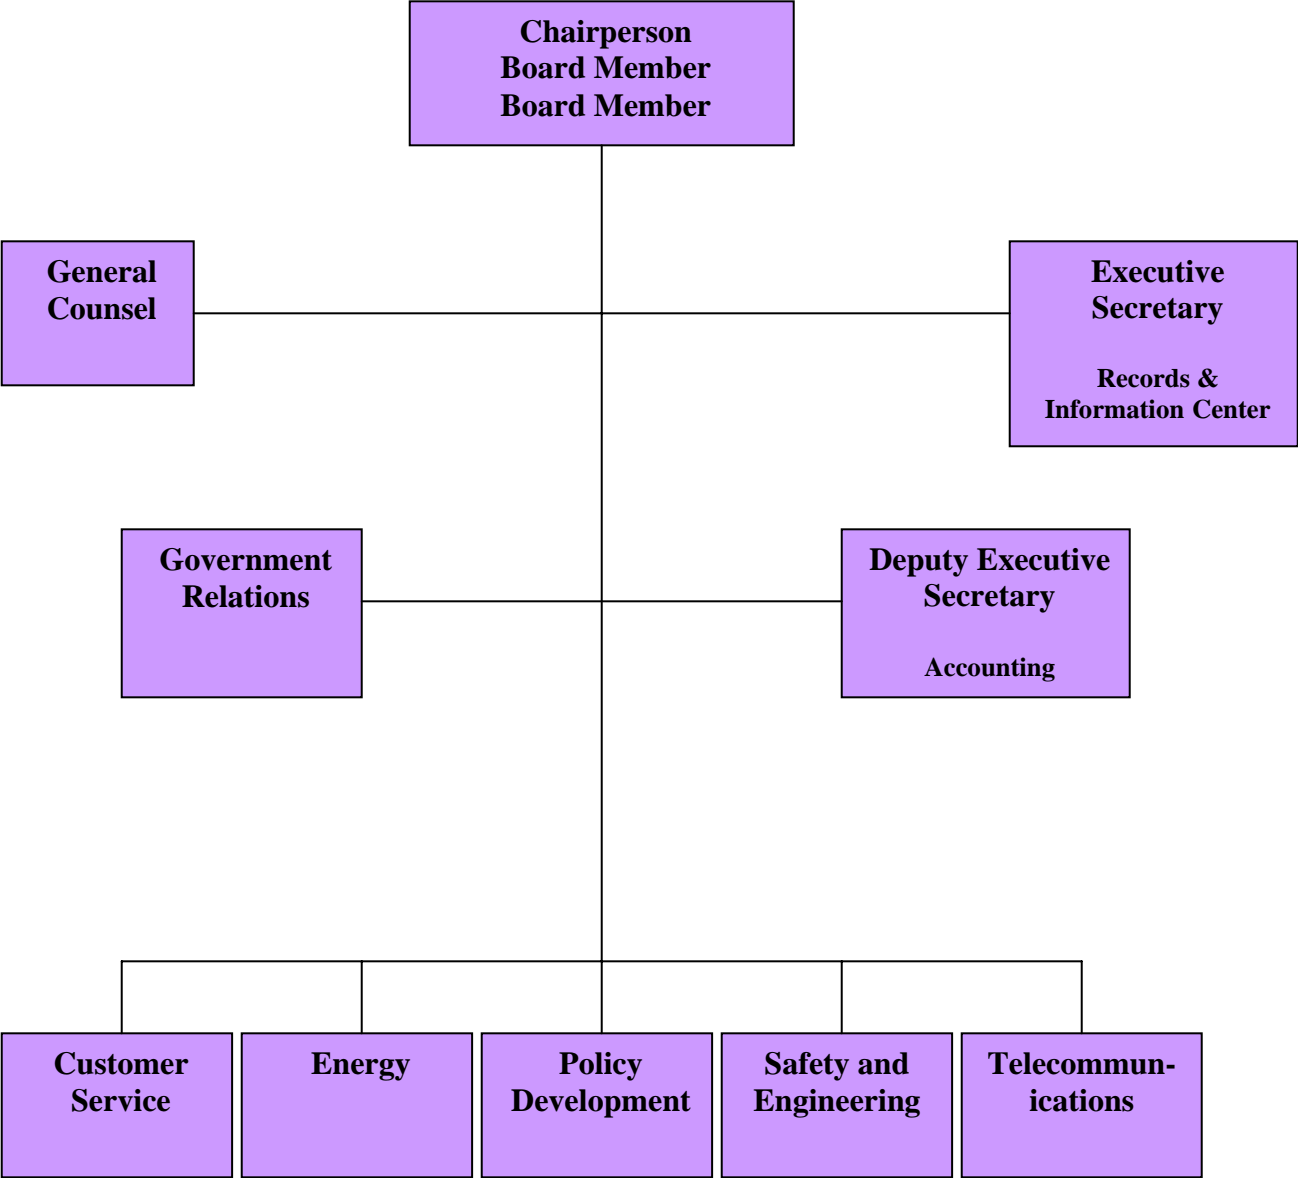 Chairperson
Board Member
Board Member
General
Counsel
Executive
Secretary
Records &
Information Center
Government
Relations
Deputy Executive
Secretary
Accounting
Customer
Service
Energy
Policy
Development
Safety and
Engineering
Telecommun-
ications